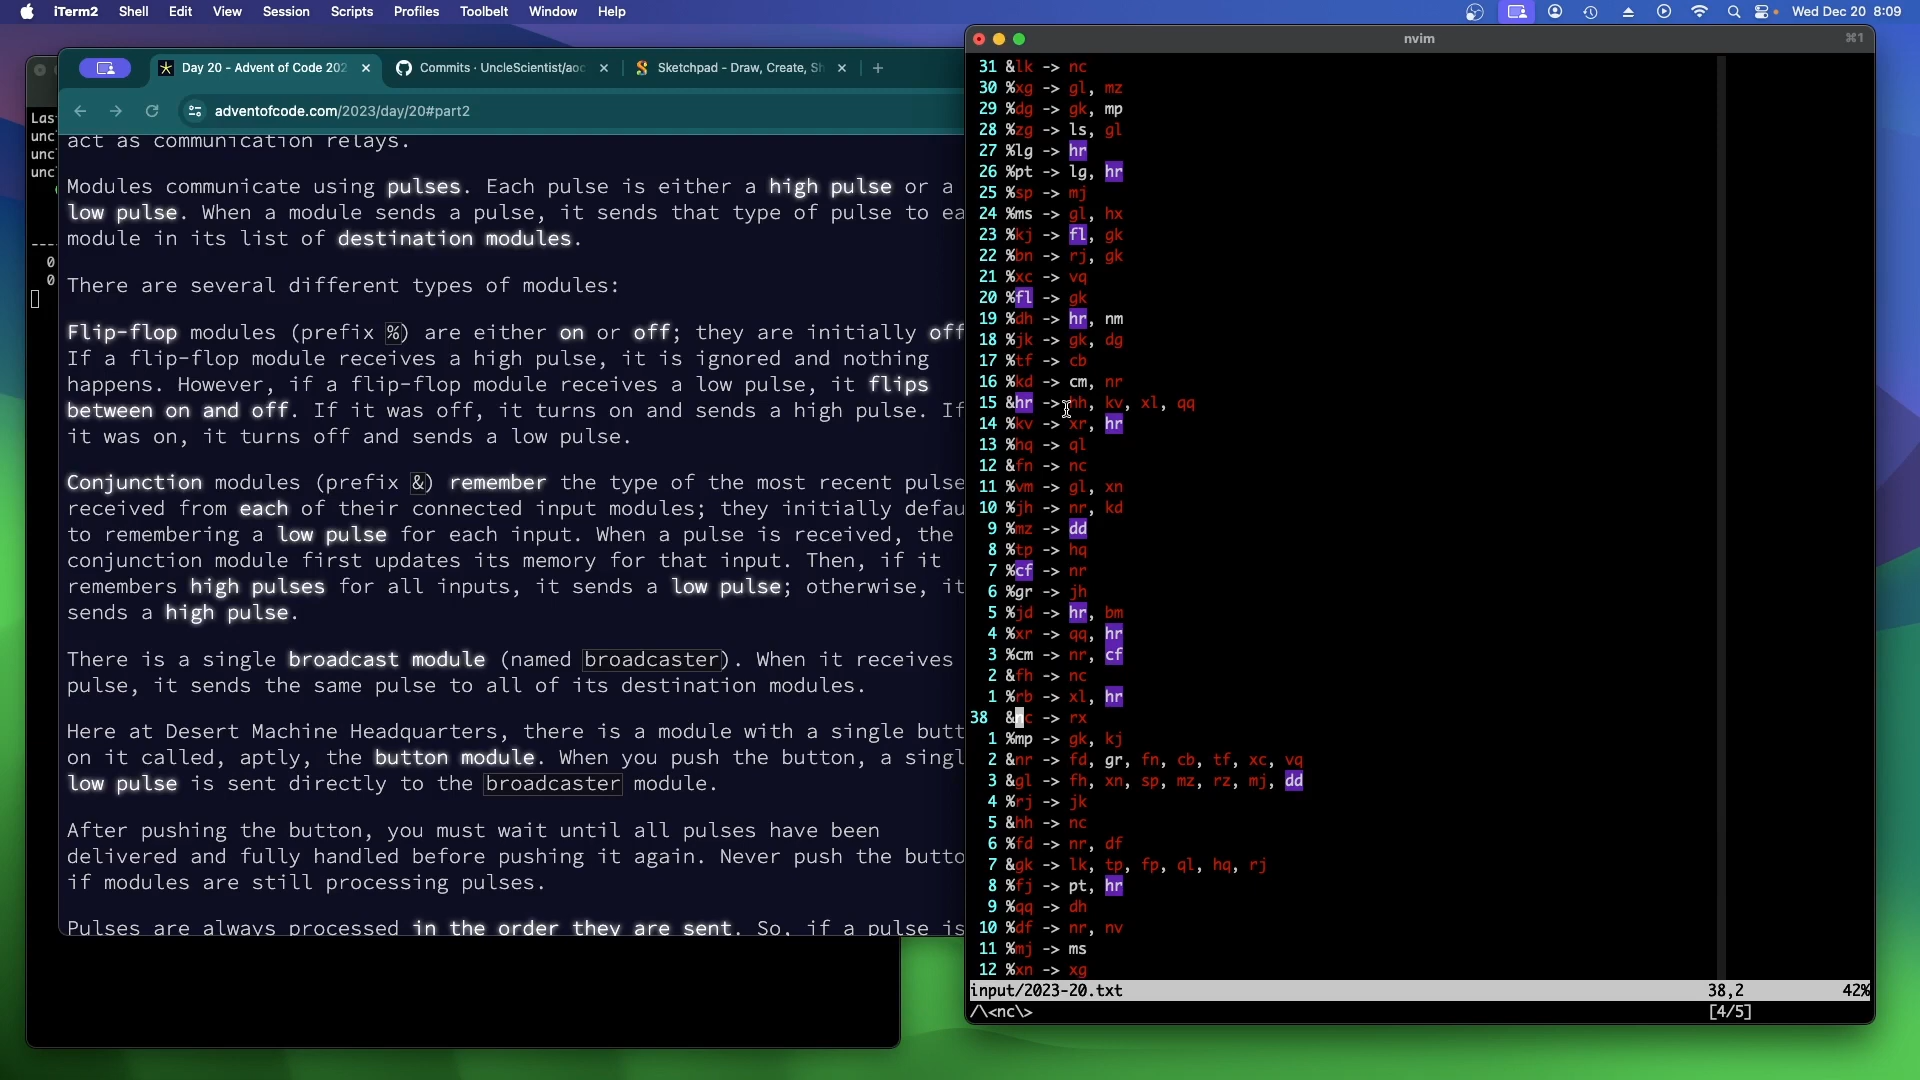 iTerm2 Shell Edit View Session Scripts Profiles Toolbelt Window Help Wed Dec 20 8:09
Day 20 - Advent of Code 202
Commits · UncleScientist/aoc
Sketchpad - Draw, Create, Sh
adventofcode.com/2023/day/20#part2
Las
unc
unc
unc
----
0
0
act as communication relays.
Modules communicate using pulses. Each pulse is either a high pulse or a
low pulse. When a module sends a pulse, it sends that type of pulse to ea
module in its list of destination modules.
There are several different types of modules:
Flip-flop modules (prefix %) are either on or off; they are initially off
If a flip-flop module receives a high pulse, it is ignored and nothing
happens. However, if a flip-flop module receives a low pulse, it flips
between on and off. If it was off, it turns on and sends a high pulse. If
it was on, it turns off and sends a low pulse.
Conjunction modules (prefix &) remember the type of the most recent pulse
received from each of their connected input modules; they initially defau
to remembering a low pulse for each input. When a pulse is received, the
conjunction module first updates its memory for that input. Then, if it
remembers high pulses for all inputs, it sends a low pulse; otherwise, it
sends a high pulse.
There is a single broadcast module (named broadcaster). When it receives
pulse, it sends the same pulse to all of its destination modules.
Here at Desert Machine Headquarters, there is a module with a single butt
on it called, aptly, the button module. When you push the button, a singl
low pulse is sent directly to the broadcaster module.
After pushing the button, you must wait until all pulses have been
delivered and fully handled before pushing it again. Never push the butto
if modules are still processing pulses.
Pulses are always processed in the order they are sent. So, if a pulse is
nvim ⌘1
31 &lk -> nc
30 %xg -> gl, mz
29 %dg -> gk, mp
28 %zg -> ls, gl
27 %lg -> hr
26 %pt -> lg, hr
25 %sp -> mj
24 %ms -> gl, hx
23 %kj -> fl, gk
22 %bn -> rj, gk
21 %xc -> vq
20 %fl -> gk
19 %dh -> hr, nm
18 %jk -> gk, dg
17 %tf -> cb
16 %kd -> cm, nr
15 &hr -> hh, kv, xl, qq
14 %kv -> xr, hr
13 %hq -> ql
12 &fn -> nc
11 %vm -> gl, xn
10 %jh -> nr, kd
9 %mz -> dd
8 %tp -> hq
7 %cf -> nr
6 %gr -> jh
5 %jd -> hr, bm
4 %xr -> qq, hr
3 %cm -> nr, cf
2 &fh -> nc
1 %rb -> xl, hr
38 &nc -> rx
1 %mp -> gk, kj
2 &nr -> fd, gr, fn, cb, tf, xc, vq
3 &gl -> fh, xn, sp, mz, rz, mj, dd
4 %rj -> jk
5 &hh -> nc
6 %fd -> nr, df
7 &gk -> lk, tp, fp, ql, hq, rj
8 %fj -> pt, hr
9 %qq -> dh
10 %df -> nr, nv
11 %mj -> ms
12 %xn -> xg
input/2023-20.txt 38,2 42%
/\<nc\> [4/5]